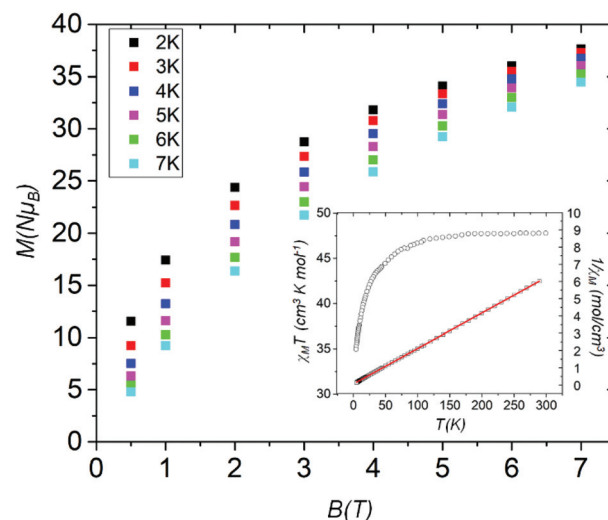 M(Nμ_B)
40
35
30
25
20
15
10
5
0
2K
3K
4K
5K
6K
7K
0 1 2 3 4 5 6 7
B(T)
χ_MT (cm³ K mol⁻¹)
50
45
40
35
30
10
9
8
7
6
5
4
3
2
1
0
1/χ_M (mol/cm³)
0 50 100 150 200 250 300
T(K)